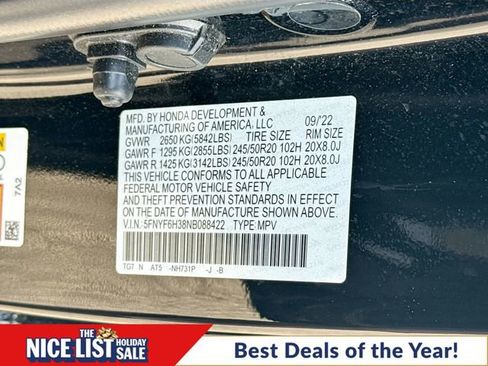 MFD. BY HONDA DEVELOPMENT &
MANUFACTURING OF AMERICA, LLC 09/'22
GVWR 2650 KG(5842LBS) TIRE SIZE RIM SIZE
GAWR F 1295 KG(2855LBS) 245/50R20 102H 20X8.0J
GAWR R 1425 KG(3142LBS) 245/50R20 102H 20X8.0J
THIS VEHICLE CONFORMS TO ALL APPLICABLE
FEDERAL MOTOR VEHICLE SAFETY
AND THEFT PREVENTION STANDARDS IN EFFECT ON
THE DATE OF MANUFACTURE SHOWN ABOVE.
V.I.N. 5FNYF6H38NB088422 TYPE: MPV
TG7 N AT5 -NH731P -J -B
7A2
THE
NICE LIST HOLIDAY
SALE
Best Deals of the Year!